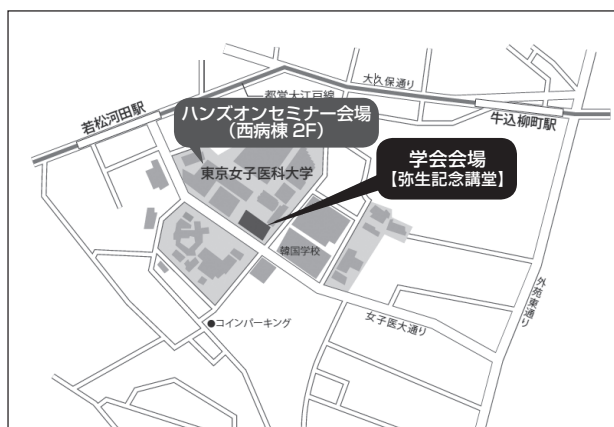 大久保通り
都営大江戸線
若松河田駅
牛込柳町駅
ハンズオンセミナー会場
（西病棟 2F）
学会会場
【弥生記念講堂】
東京女子医科大学
韓国学校
外苑東通り
女子医大通り
●コインパーキング